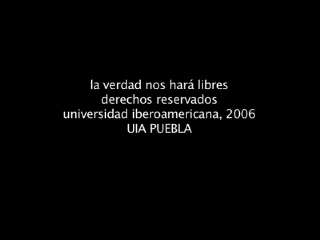 la verdad nos hará libres
derechos reservados
universidad iberoamericana, 2006
UIA PUEBLA